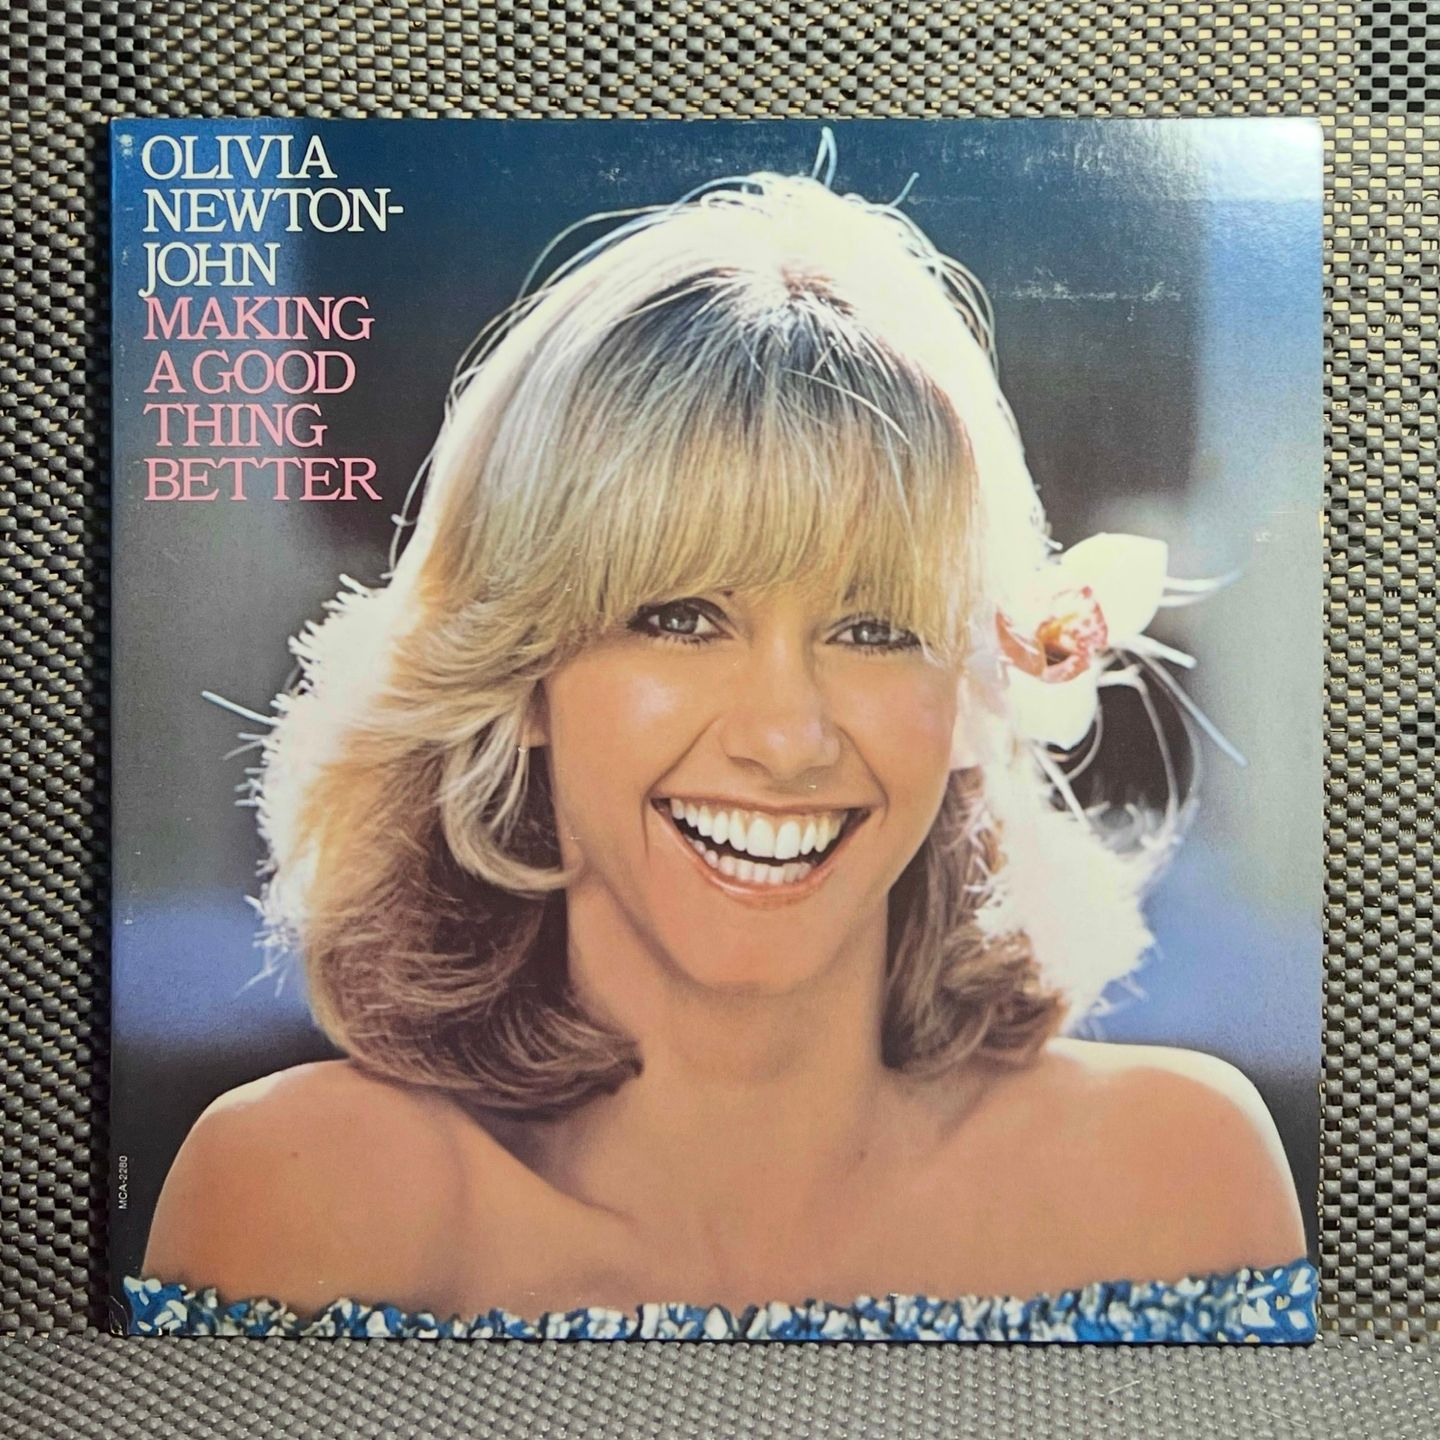 OLIVIA
NEWTON-
JOHN
MAKING
A GOOD
THING
BETTER
MCA-2280